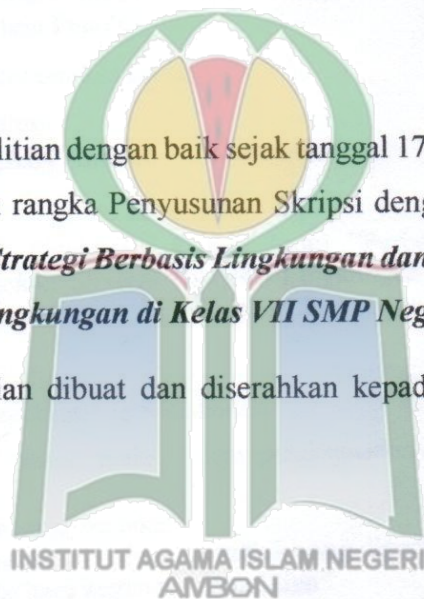 litian dengan baik sejak tanggal 17
rangka Penyusunan Skripsi deng
Strategi Berbasis Lingkungan dan
ngkungan di Kelas VII SMP Neg
ian dibuat dan diserahkan kepad
INSTITUT AGAMA ISLAM NEGERI
AMBON